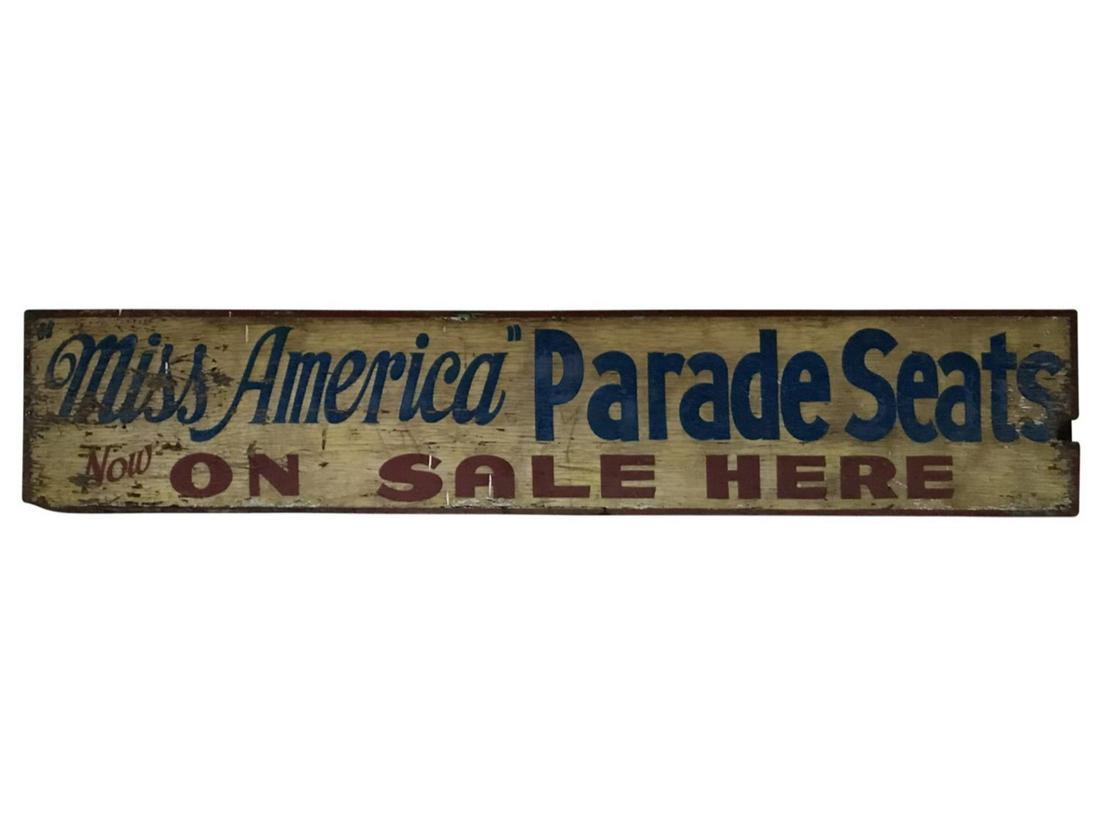 "Miss America" Parade Seats
Now ON SALE HERE